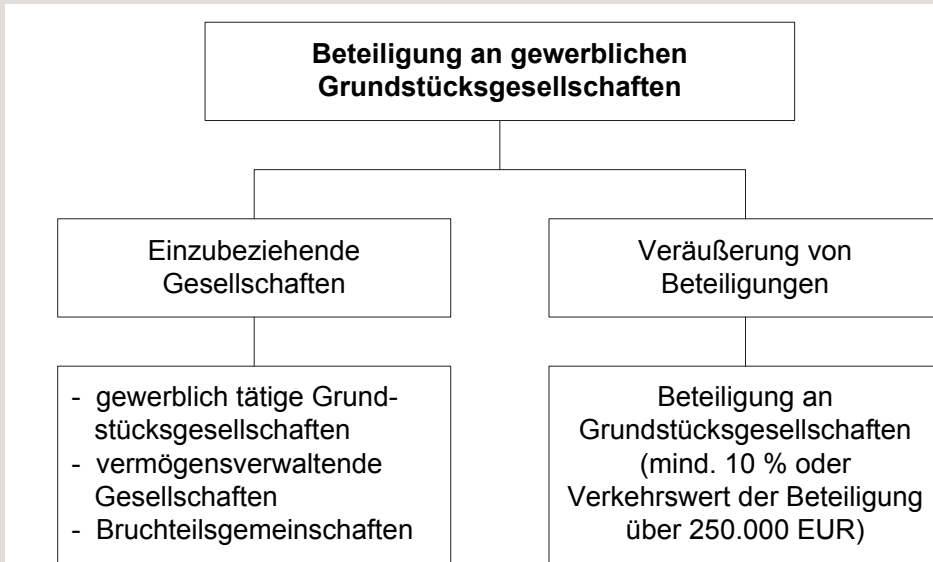 Beteiligung an gewerblichen
Grundstücksgesellschaften
Einzubeziehende
Gesellschaften
Veräußerung von
Beteiligungen
- gewerblich tätige Grund-
stücksgesellschaften
- vermögensverwaltende
Gesellschaften
- Bruchteilsgemeinschaften
Beteiligung an
Grundstücksgesellschaften
(mind. 10 % oder
Verkehrswert der Beteiligung
über 250.000 EUR)